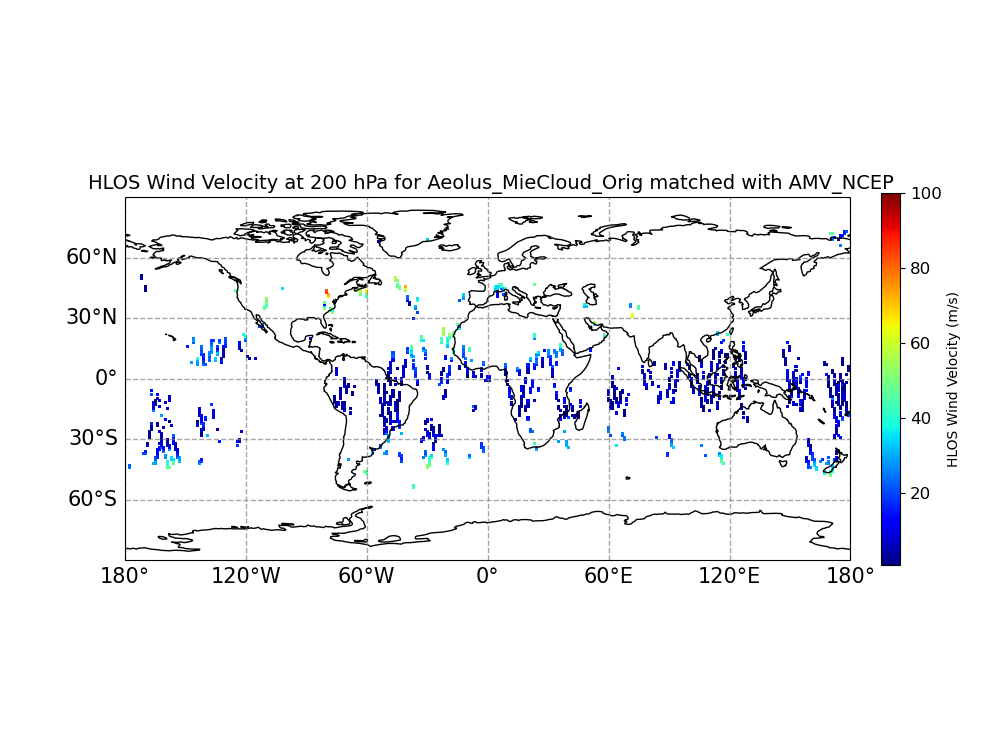 HLOS Wind Velocity at 200 hPa for Aeolus_MieCloud_Orig matched with AMV_NCEP
100
80
60
40
20
HLOS Wind Velocity (m/s)
60°N
30°N
0°
30°S
60°S
180° 120°W 60°W 0° 60°E 120°E 180°